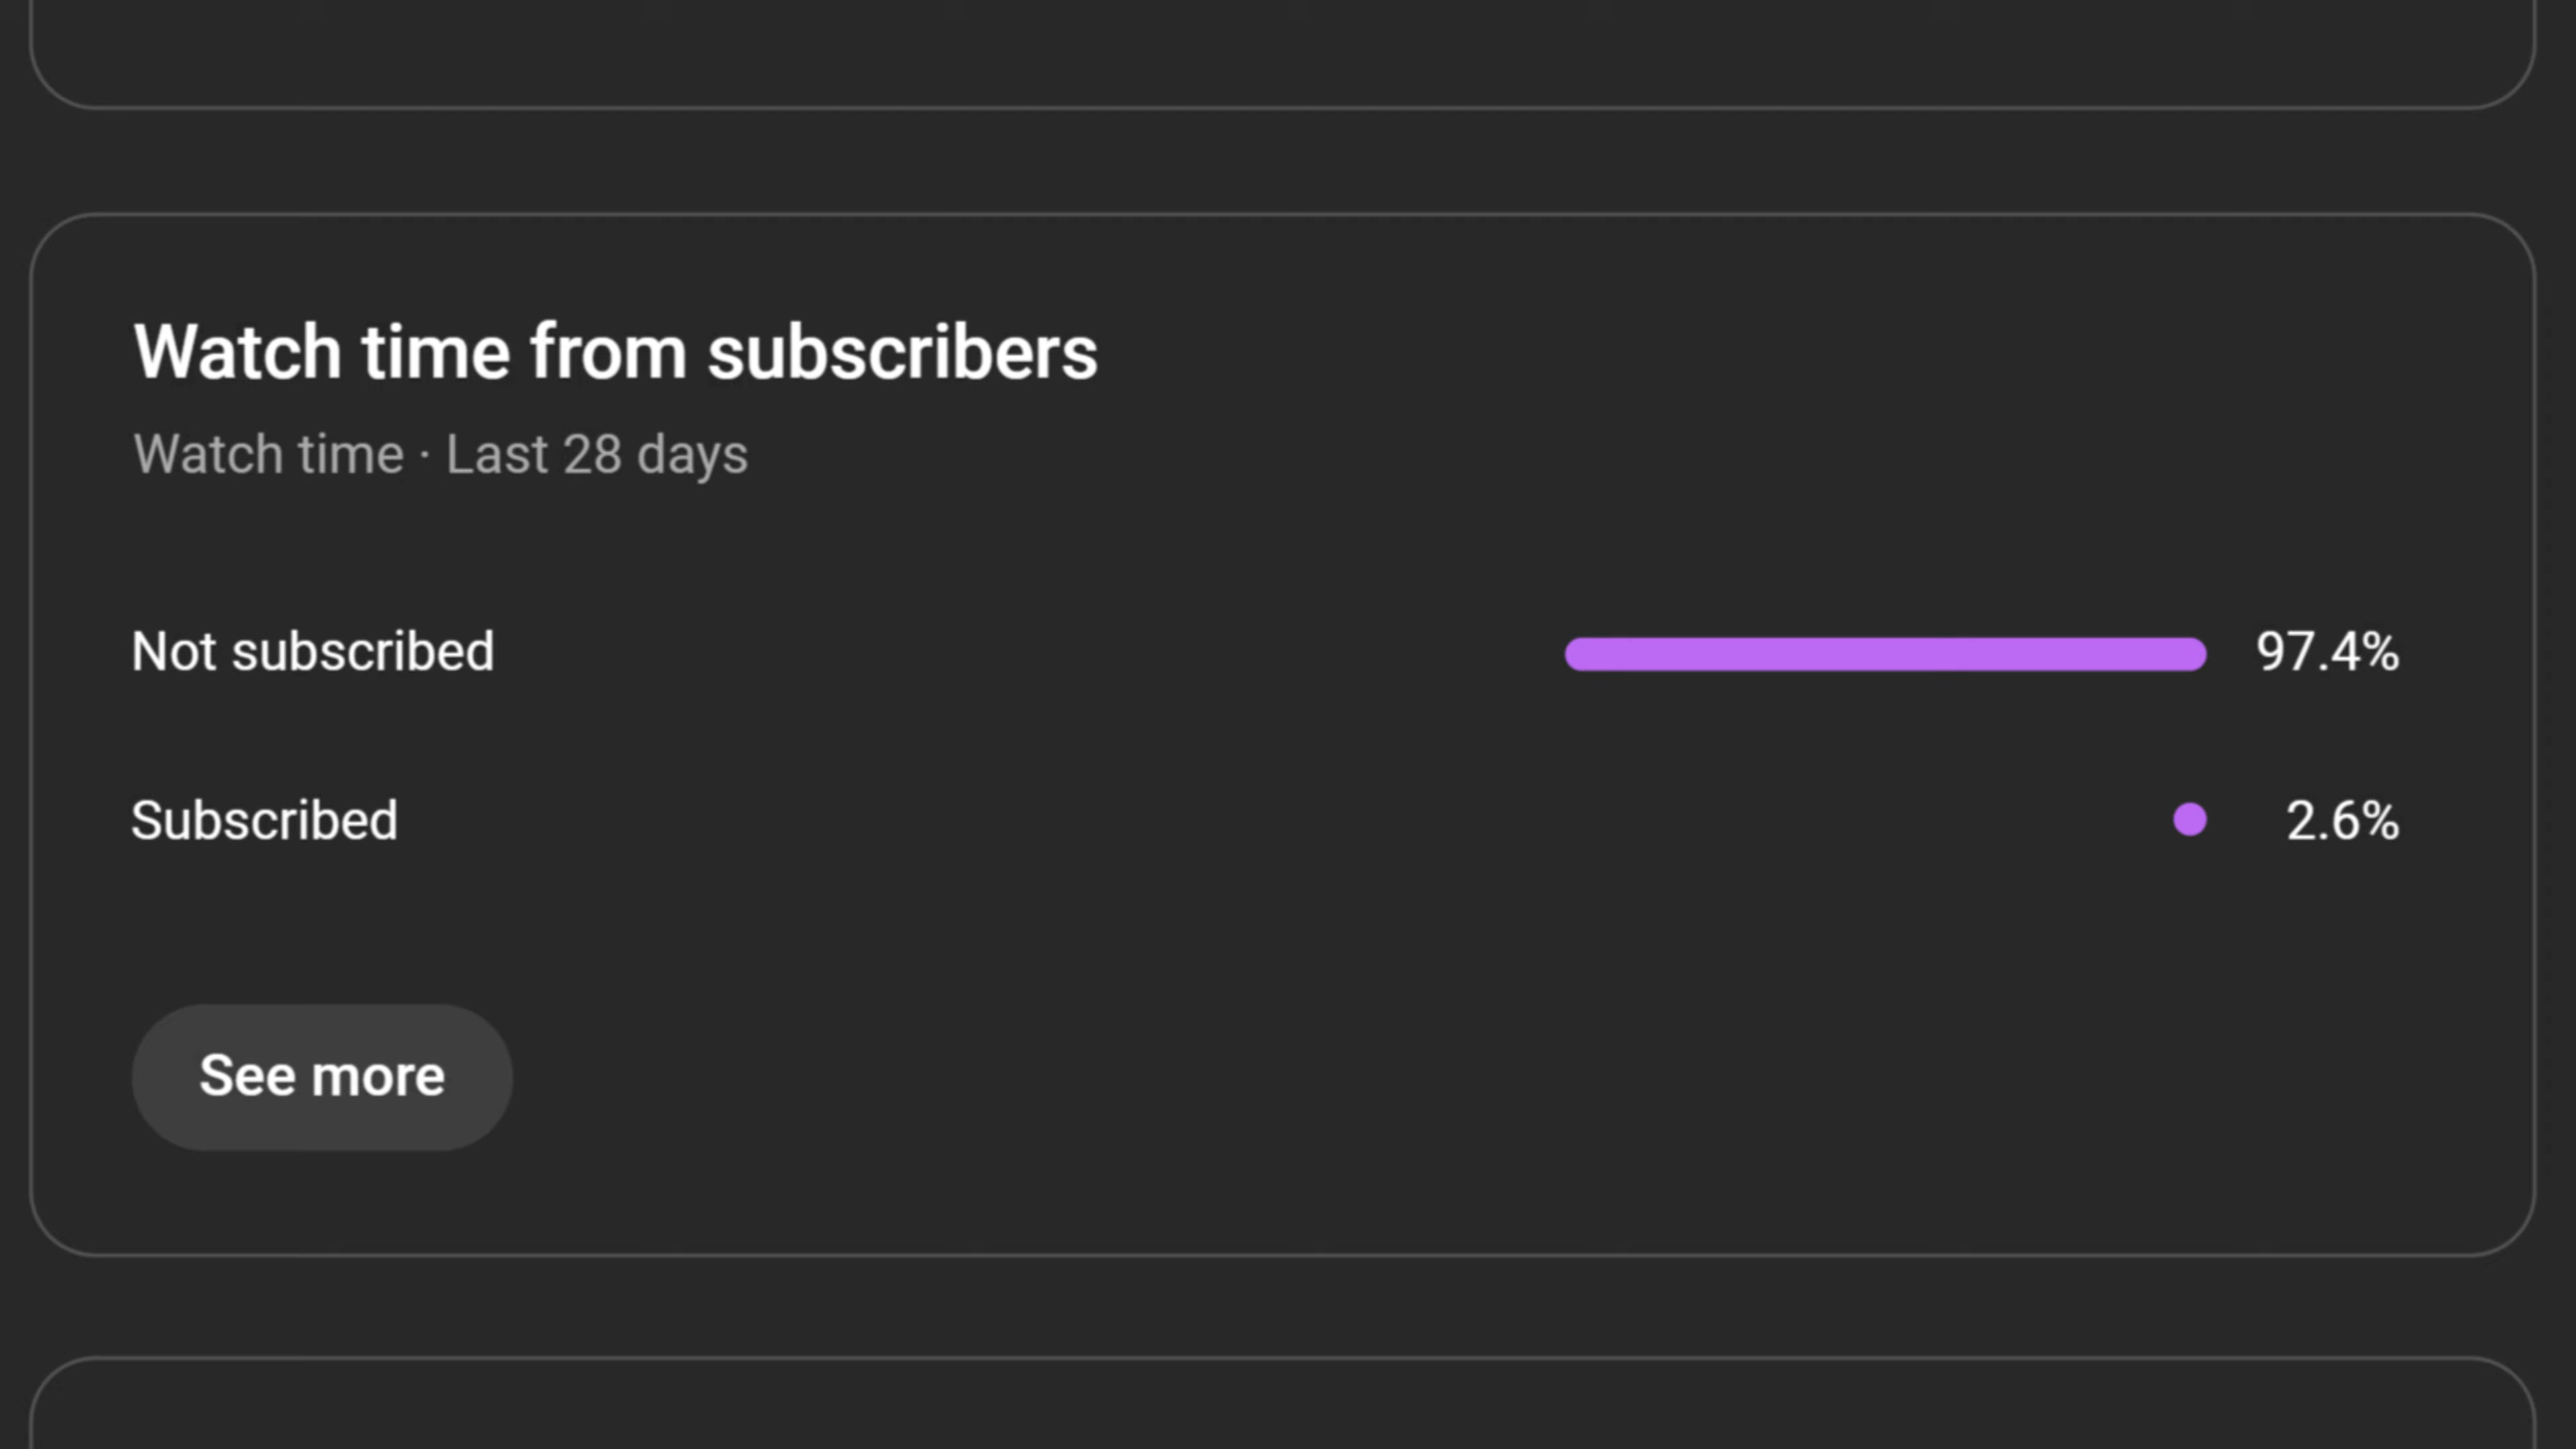 Watch time from subscribers
Watch time · Last 28 days
Not subscribed 97.4%
Subscribed 2.6%
See more